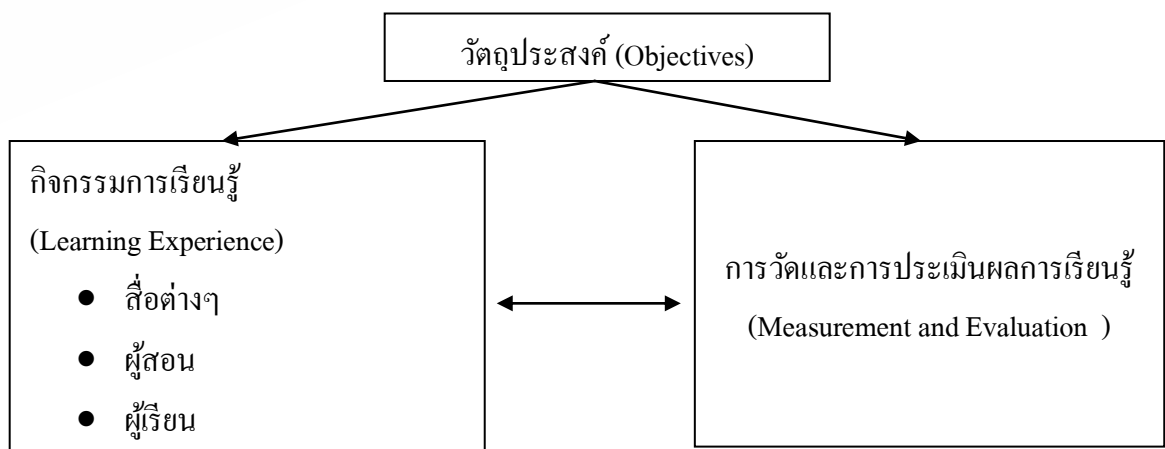 วัตถุประสงค์ (Objectives)
กิจกรรมการเรียนรู้
(Learning Experience)
● สื่อต่างๆ
● ผู้สอน
● ผู้เรียน
การวัดและการประเมินผลการเรียนรู้
(Measurement and Evaluation )